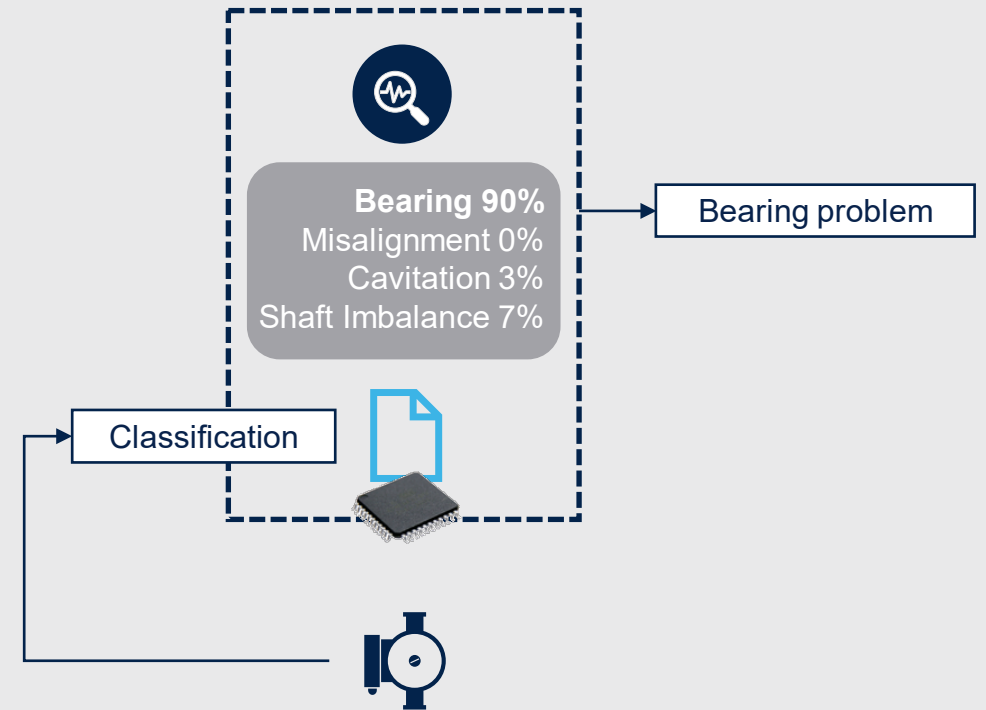 Bearing 90%
Misalignment 0%
Cavitation 3%
Shaft Imbalance 7%
Bearing problem
Classification